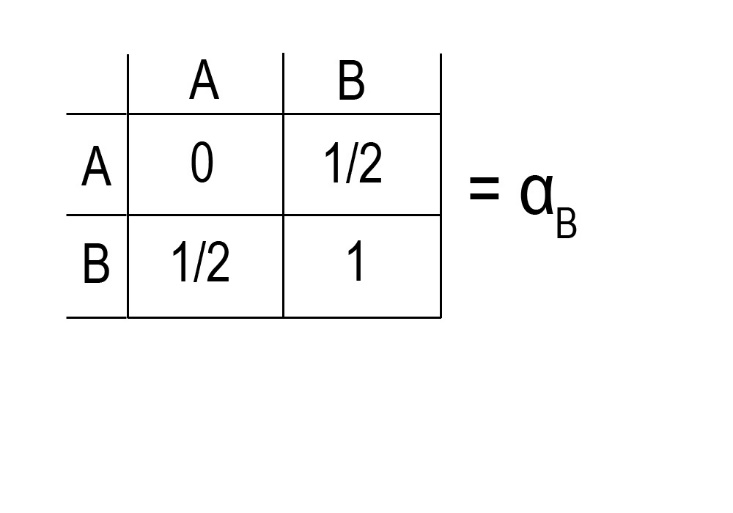 A B
A 0 1/2
= αB
B 1/2 1